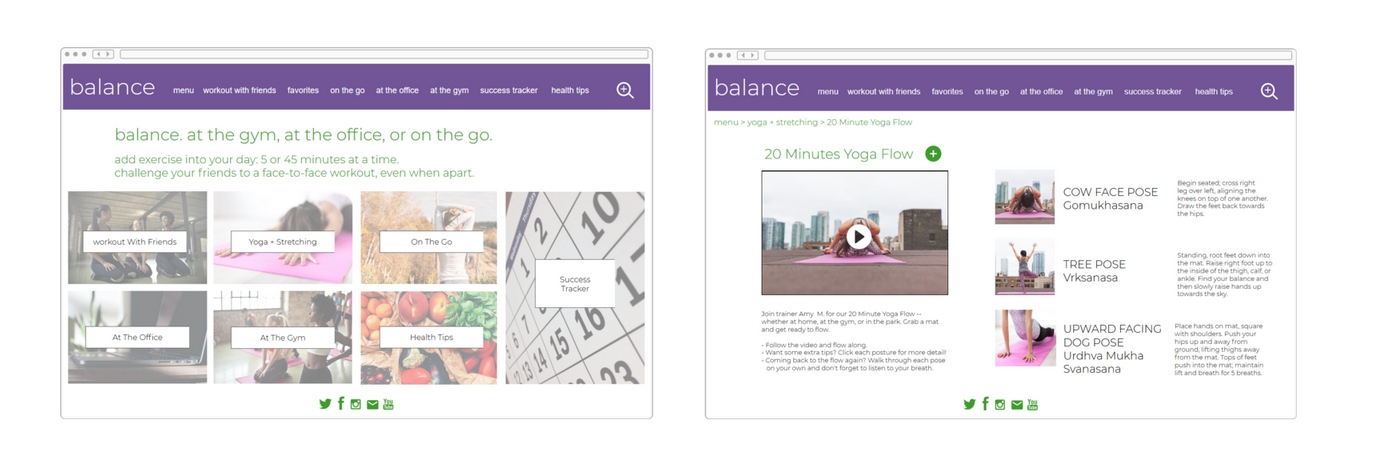 balance
menu workout with friends favorites on the go at the office at the gym success tracker health tips
balance. at the gym, at the office, or on the go.
add exercise into your day: 5 or 45 minutes at a time.
challenge your friends to a face-to-face workout, even when apart.
workout With Friends
Yoga + Stretching
On The Go
Success
Tracker
At The Office
At The Gym
Health Tips
2
10
3
17
4
16
23
You
Tube
balance
menu workout with friends favorites on the go at the office at the gym success tracker health tips
menu > yoga + stretching > 20 Minute Yoga Flow
20 Minutes Yoga Flow
Join trainer Amy M. for our 20 Minute Yoga Flow --
whether at home, at the gym, or in the park. Grab a mat
and get ready to flow.
- Follow the video and flow along.
- Want some extra tips? Click each posture for more detail!
- Coming back to the flow again? Walk through each pose
on your own and don't forget to listen to your breath.
COW FACE POSE
Gomukhasana
Begin seated; cross right
leg over left, aligning the
knees on top of one another.
Draw the feet back towards
the hips.
TREE POSE
Vrksanasa
Standing, root feet down into
the mat. Raise right foot up to
the inside of the thigh, calf, or
ankle. Find your balance and
then slowly raise hands up
towards the sky.
UPWARD FACING
DOG POSE
Urdhva Mukha
Svanasana
Place hands on mat, square
with shoulders. Push your
hips up and away from
ground, lifting thighs away
from the mat. Tops of feet
push into the mat; maintain
lift and breath for 5 breaths.
You
Tube